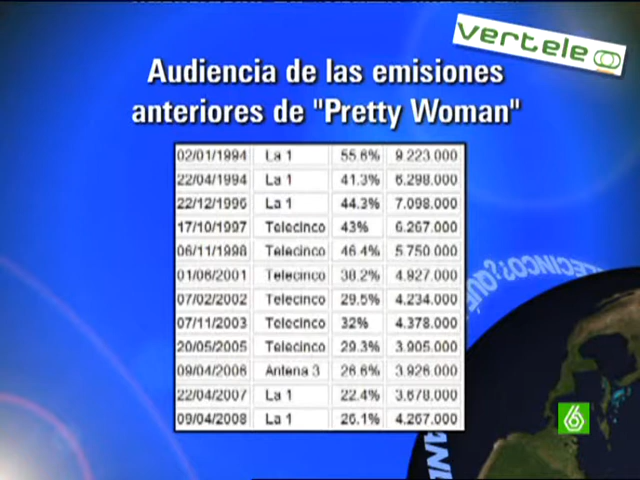 vertele
Audiencia de las emisiones
anteriores de "Pretty Woman"
02/01/1994 La 1 55.6% 9.223.000
22/04/1994 La 1 41.3% 6.298.000
22/12/1996 La 1 44.3% 7.098.000
17/10/1997 Telecinco 43% 6.267.000
06/11/1998 Telecinco 46.4% 5.750.000
01/06/2001 Telecinco 38.2% 4.927.000
07/02/2002 Telecinco 29.5% 4.234.000
07/11/2003 Telecinco 32% 4.378.000
20/05/2005 Telecinco 29.3% 3.905.000
09/04/2006 Antena 3 26.6% 3.926.000
22/04/2007 La 1 22.4% 3.678.000
09/04/2008 La 1 26.1% 4.267.000
6